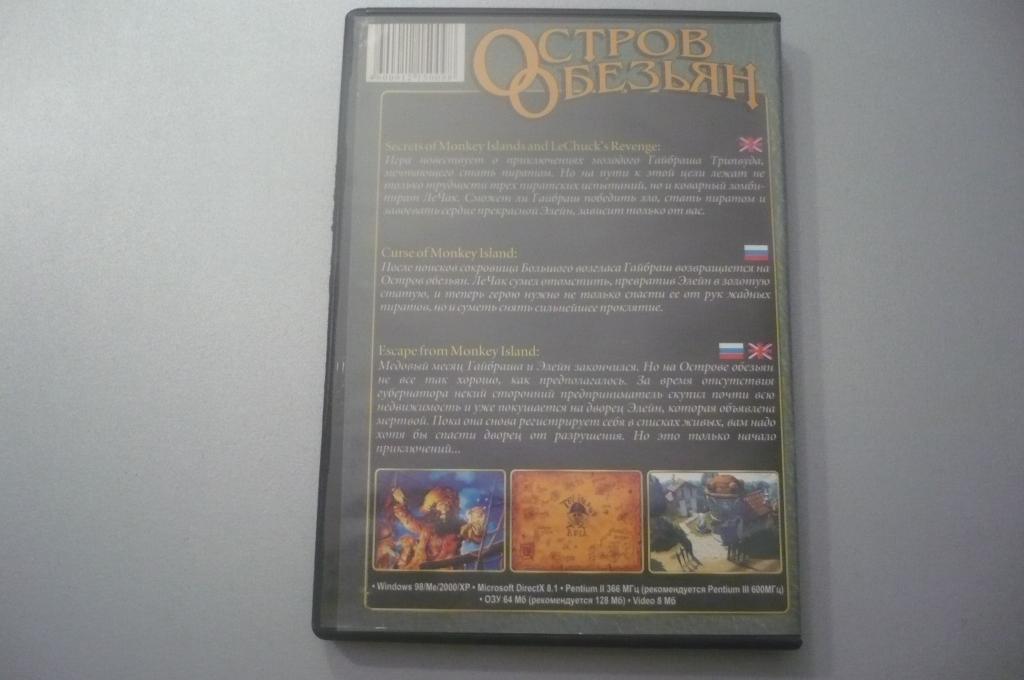 ОСТРОВ
ОБЕЗЬЯН
Secrets of Monkey Islands and LeChuck's Revenge:
Игра повествует о приключениях молодого Гайбраша Трипвуда,
мечтающего стать пиратом. Но на пути к этой цели лежат не
только трудности трех пиратских испытаний, но и коварный зомби-
пират ЛеЧак. Сможет ли Гайбраш победить зло, стать пиратом и
завоевать сердце прекрасной Элейн, зависит только от вас.
Curse of Monkey Island:
После поисков сокровища Большого возгласа Гайбраш возвращается на
Остров обезьян. ЛеЧак сумел отомстить, превратив Элейн в золотую
статую, и теперь герою нужно не только спасти ее от рук жадных
пиратов, но и суметь снять сильнейшее проклятие.
Escape from Monkey Island:
Медовый месяц Гайбраша и Элейн закончился. Но на Острове обезьян
не все так хорошо, как предполагалось. За время отсутствия
губернатора некий сторонний предприниматель скупил почти всю
недвижимость и уже покушается на дворец Элейн, которая объявлена
мертвой. Пока она снова регистрирует себя в списках живых, вам надо
хотя бы спасти дворец от разрушения. Но это только начало
приключений...
• Windows 98/Me/2000/XP • Microsoft DirectX 8.1 • Pentium II 366 МГц (рекомендуется Pentium III 600МГц)
• ОЗУ 64 Мб (рекомендуется 128 Мб) • Video 8 Мб